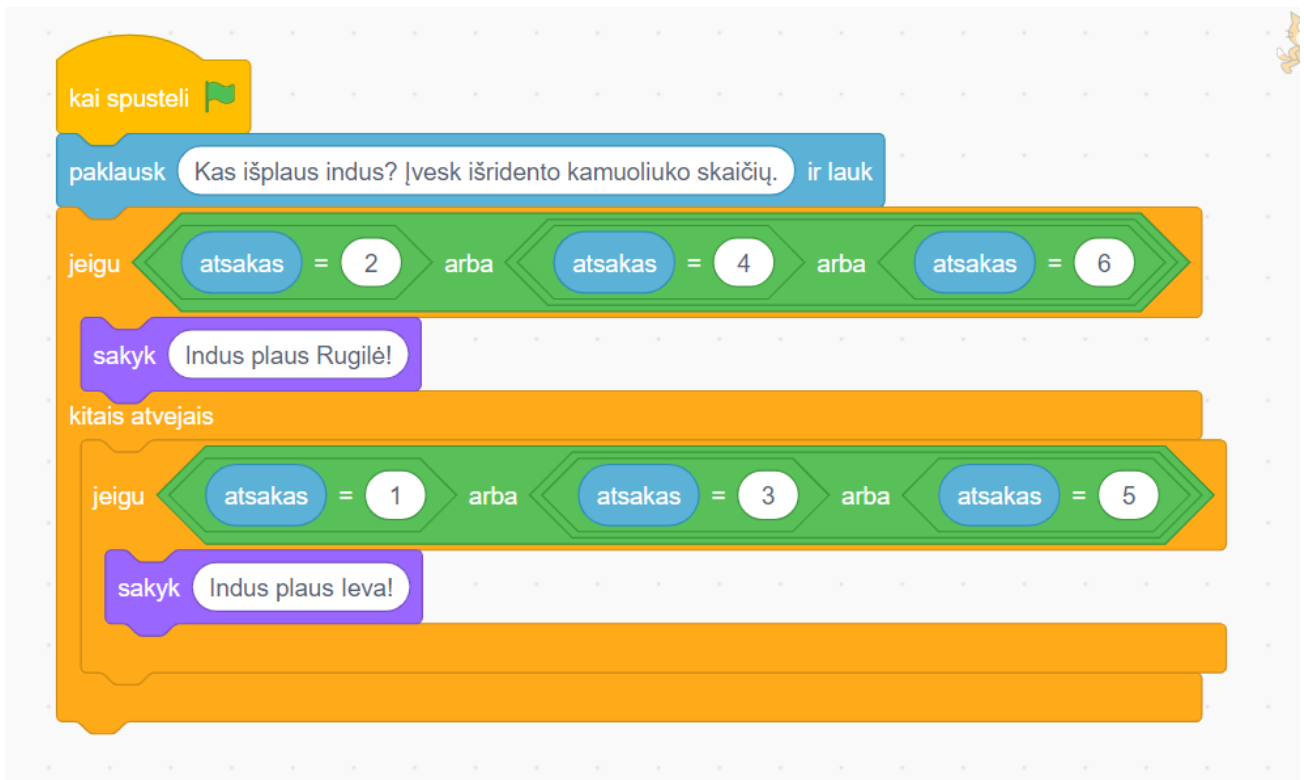 kai spusteli
paklausk Kas išplaus indus? Įvesk išridento kamuoliuko skaičių. ir lauk
jeigu atsakas = 2 arba atsakas = 4 arba atsakas = 6
sakyk Indus plaus Rugilė!
kitais atvejais
jeigu atsakas = 1 arba atsakas = 3 arba atsakas = 5
sakyk Indus plaus Ieva!